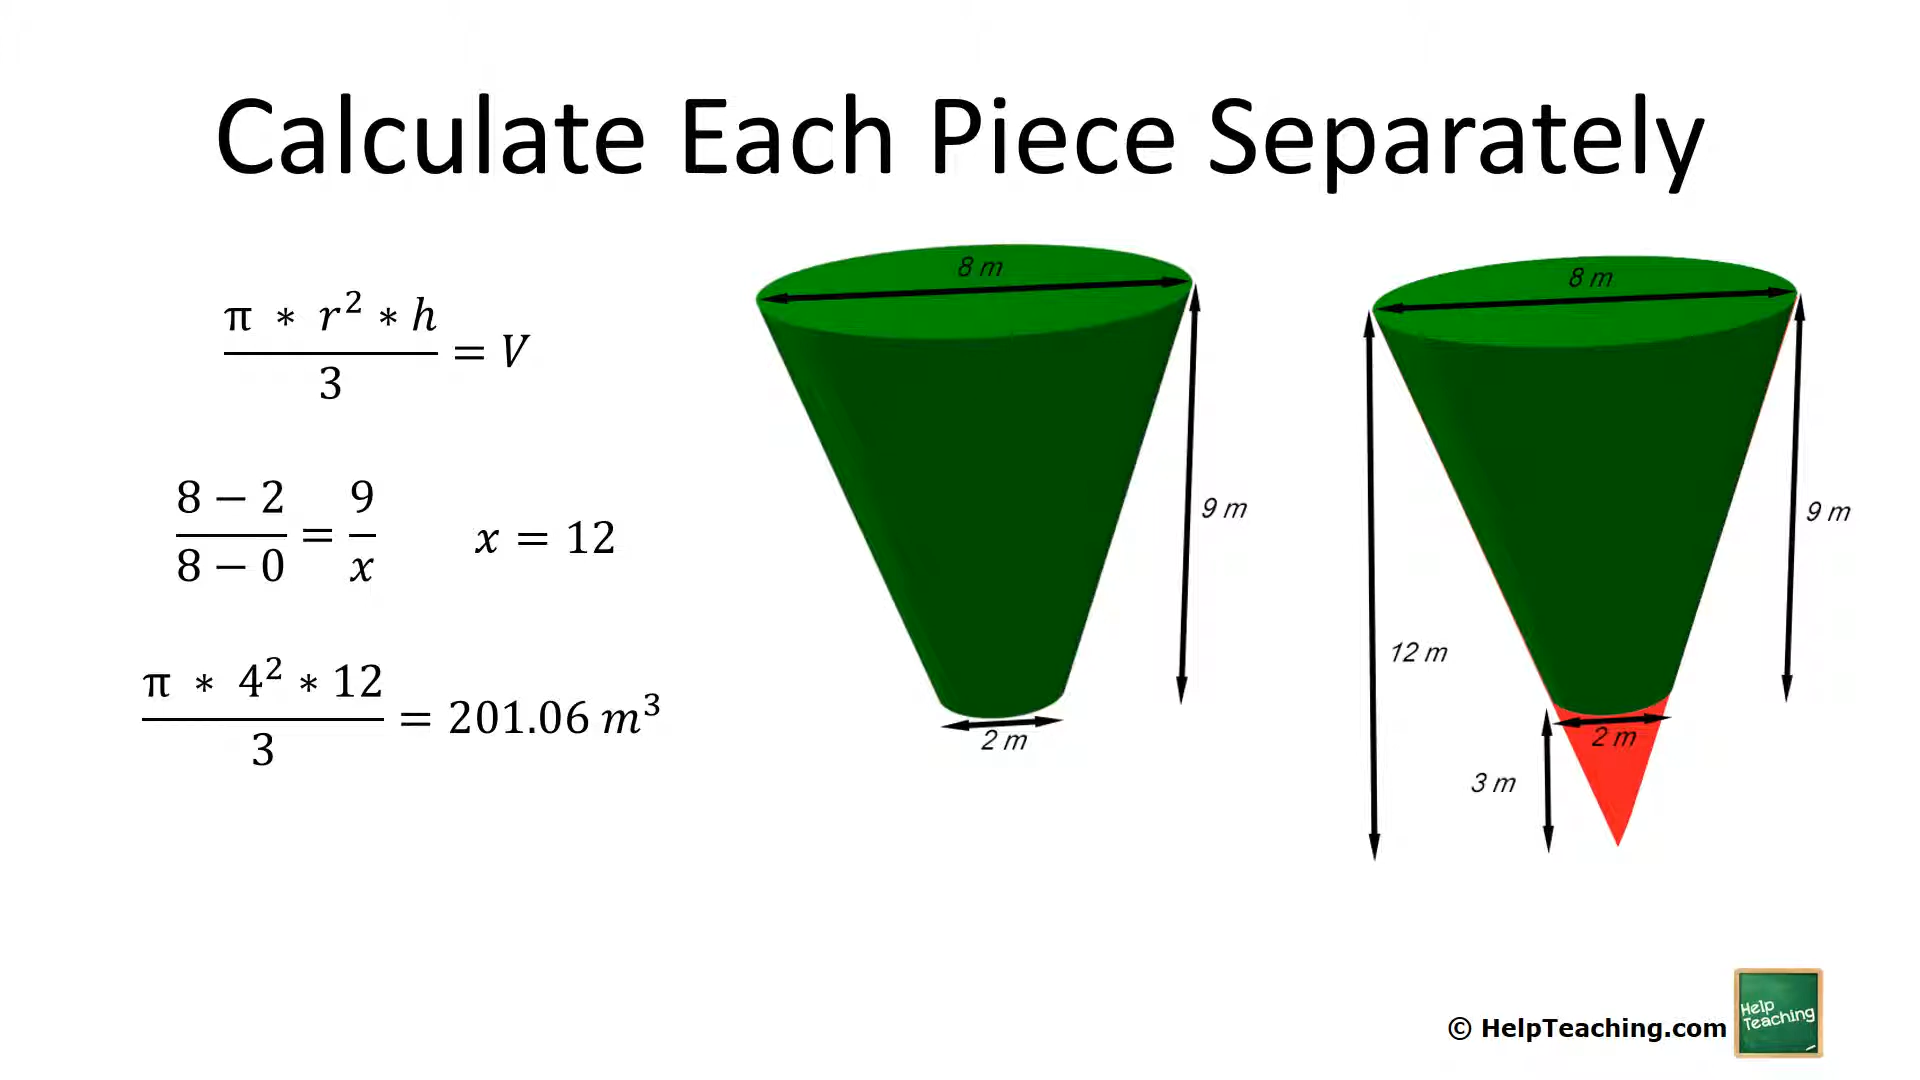 Calculate Each Piece Separately
π * r² * h / 3 = V
8 − 2 / 8 − 0 = 9 / x    x = 12
π * 4² * 12 / 3 = 201.06 m³
8 m
9 m
2 m
8 m
9 m
12 m
2 m
3 m
© HelpTeaching.com
Help
Teaching